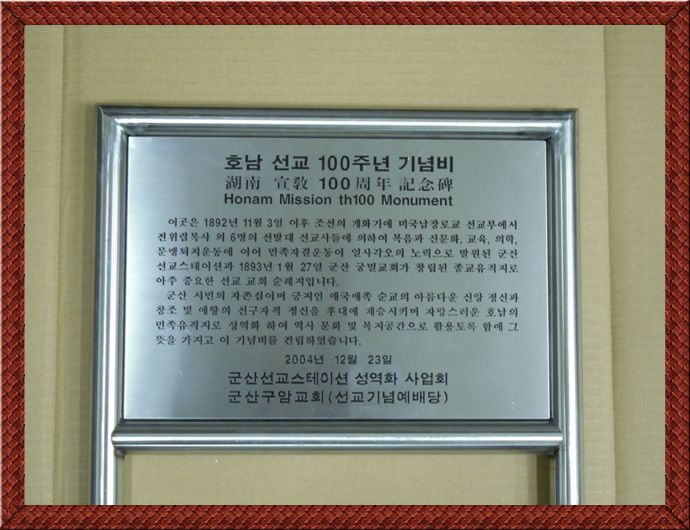 호남 선교 100주년 기념비
湖南 宣敎 100周年 記念碑
Honam Mission th100 Monument
이곳은 1892년 11월 3일 이후 조선의 개화기에 미국남장로교 선교부에서
전위렴목사 외 6명의 선발대 선교사들에 의하여 복음과 신문화, 교육, 의학,
문맹퇴치운동에 이어 민족자결운동이 일사각오의 노력으로 발원된 군산
선교스테이션과 1893년 1월 27일 군산 궁멀교회가 창립된 종교유적지로
아주 중요한 선교 교회 순례지입니다.
군산 시민의 자존심이며 긍지인 애국애족 순교의 아름다운 신앙 정신과
창조 및 예향의 선구자적 정신을 후대에 계승시키며 자랑스러운 호남의
민족유적지로 성역화 하여 역사 문화 및 복지공간으로 활용토록 함에 그
뜻을 가지고 이 기념비를 건립하였습니다.
2004년 12월 23일
군산선교스테이션 성역화 사업회
군산구암교회(선교기념예배당)